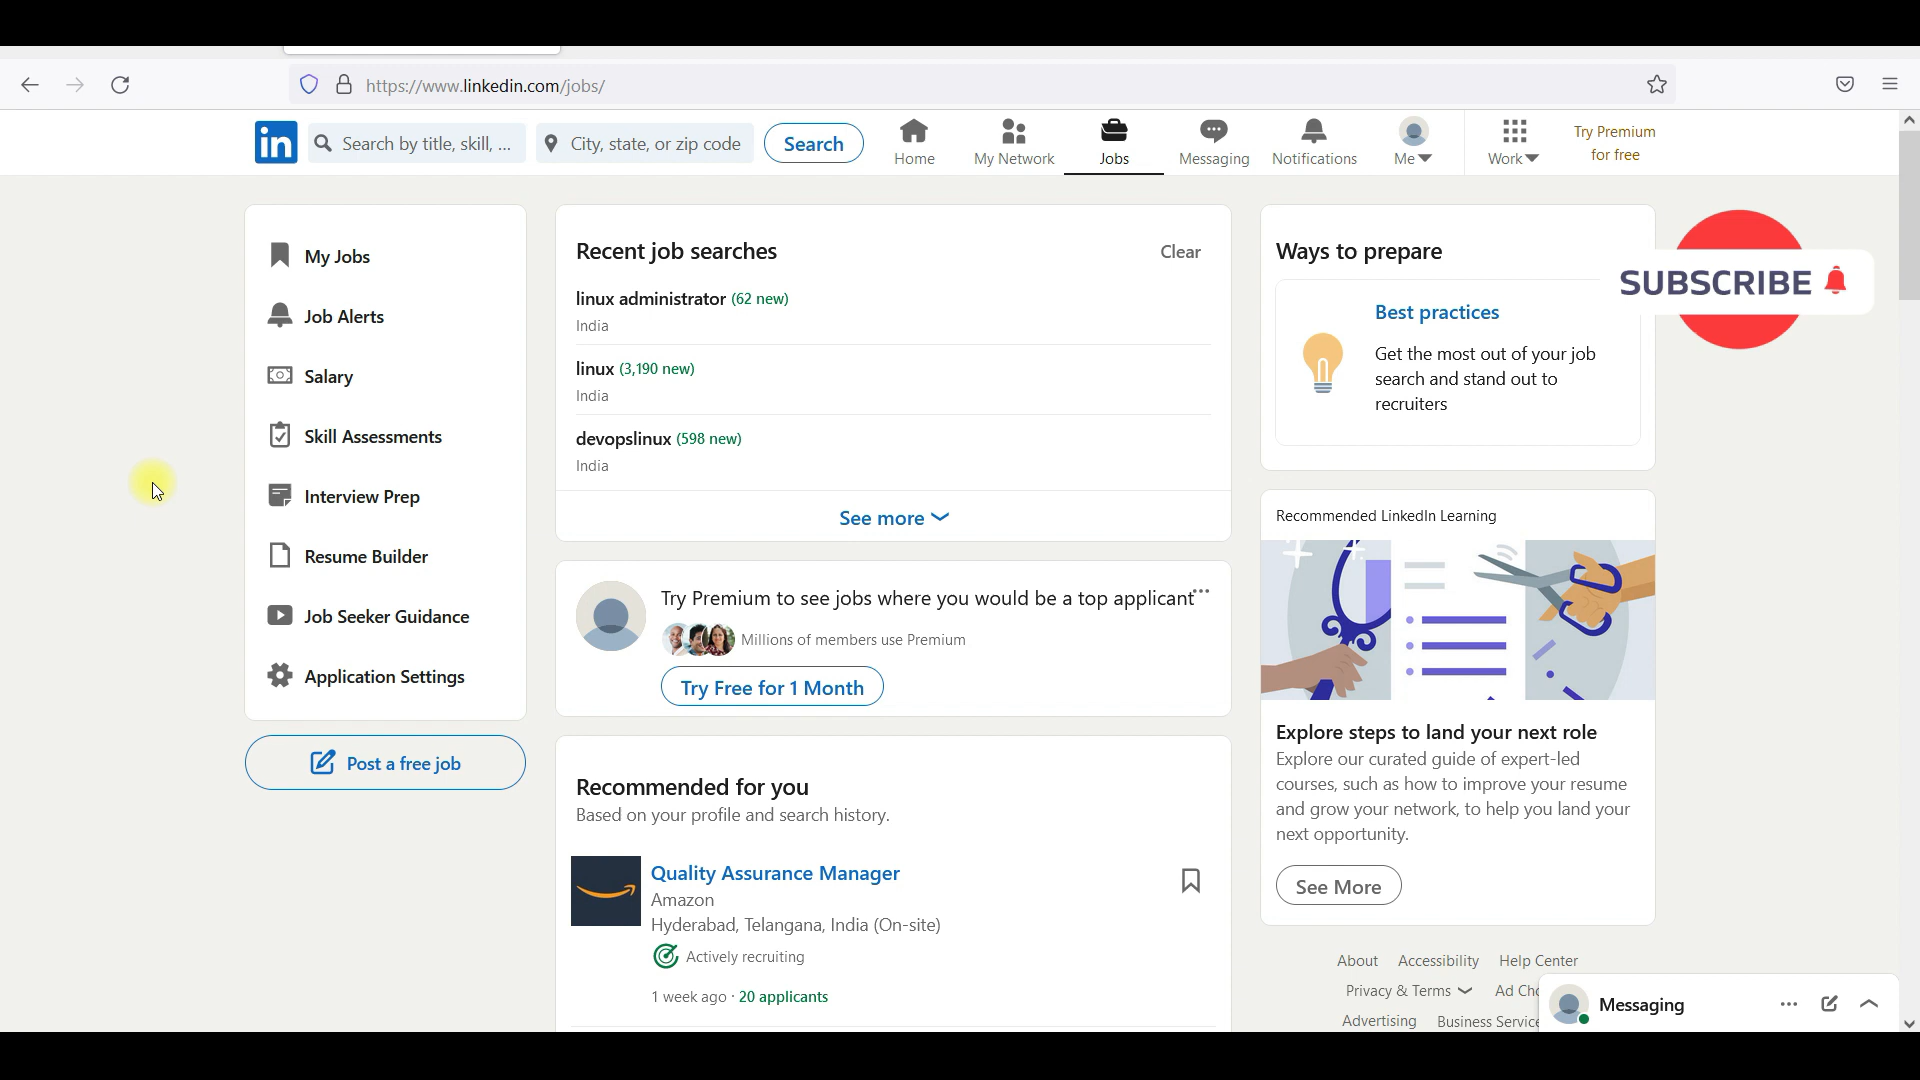 https://www.linkedin.com/jobs/
in
Search by title, skill, ...
City, state, or zip code
Search
Home
My Network
Jobs
Messaging
Notifications
Me
Work
Try Premium
for free
My Jobs
Job Alerts
Salary
Skill Assessments
Interview Prep
Resume Builder
Job Seeker Guidance
Application Settings
Post a free job
Recent job searches
Clear
linux administrator (62 new)
India
linux (3,190 new)
India
devopslinux (598 new)
India
See more
Try Premium to see jobs where you would be a top applicant
Millions of members use Premium
Try Free for 1 Month
Recommended for you
Based on your profile and search history.
Quality Assurance Manager
Amazon
Hyderabad, Telangana, India (On-site)
Actively recruiting
1 week ago · 20 applicants
Ways to prepare
SUBSCRIBE
Best practices
Get the most out of your job
search and stand out to
recruiters
Recommended LinkedIn Learning
Explore steps to land your next role
Explore our curated guide of expert-led
courses, such as how to improve your resume
and grow your network, to help you land your
next opportunity.
See More
About Accessibility Help Center
Privacy & Terms Ad
Advertising Business
Messaging